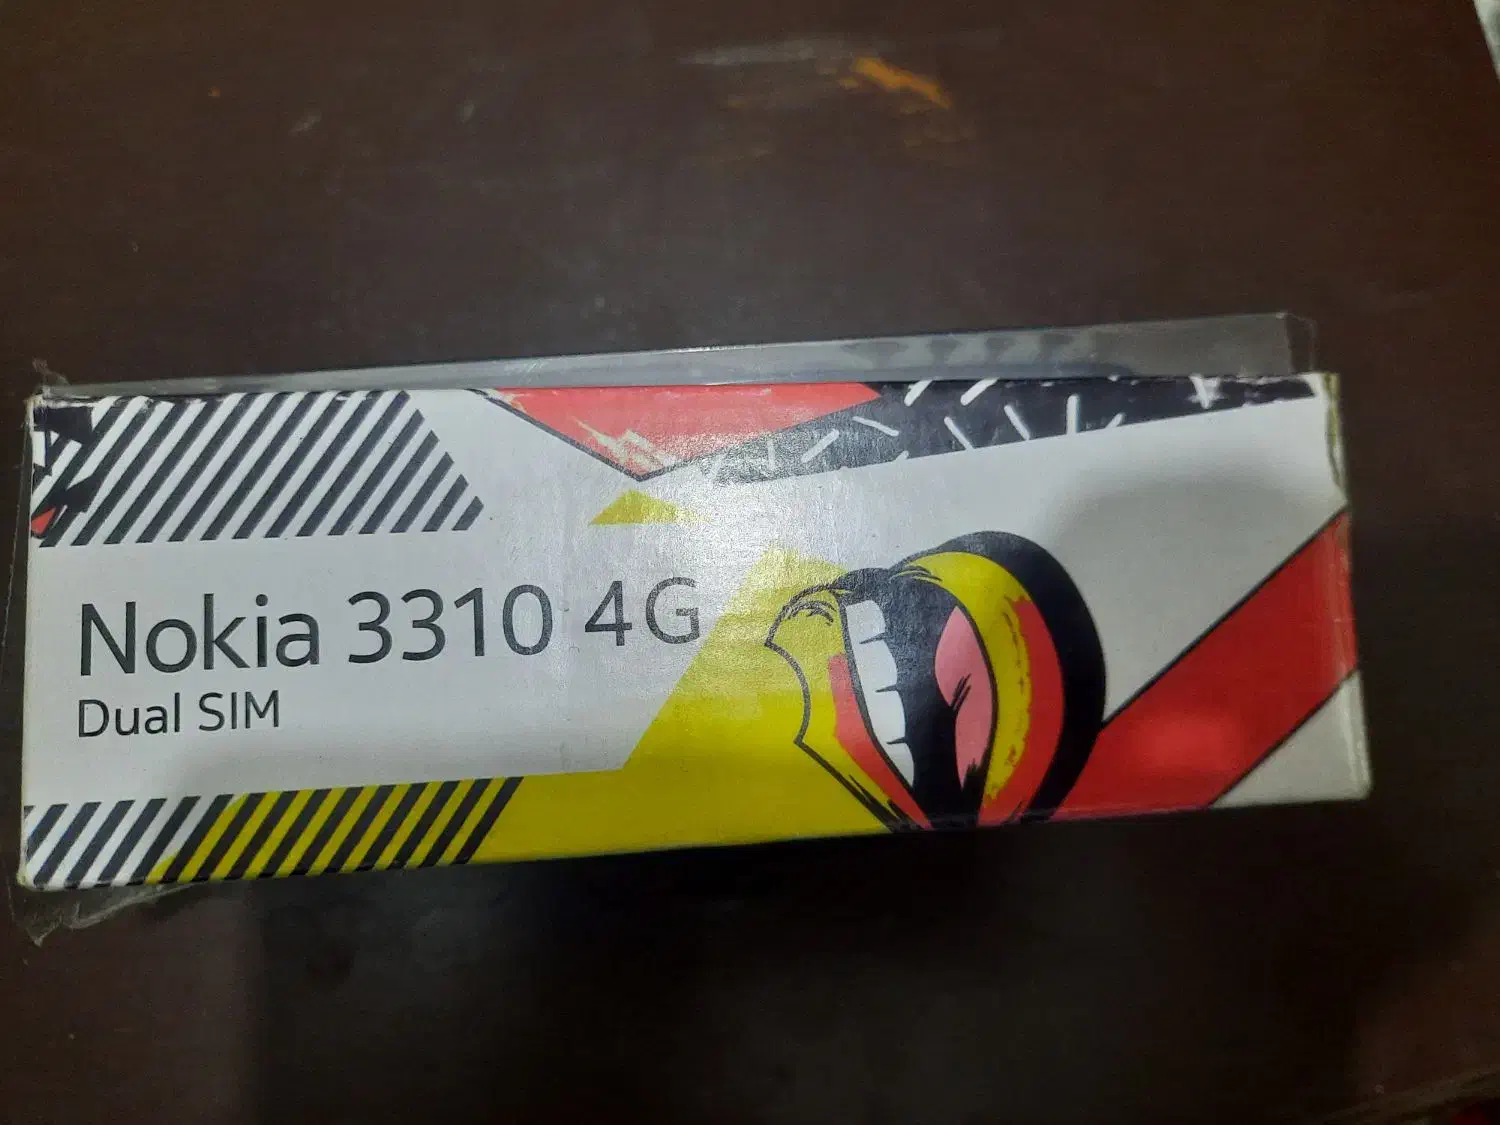 Nokia 3310 4G
Dual SIM